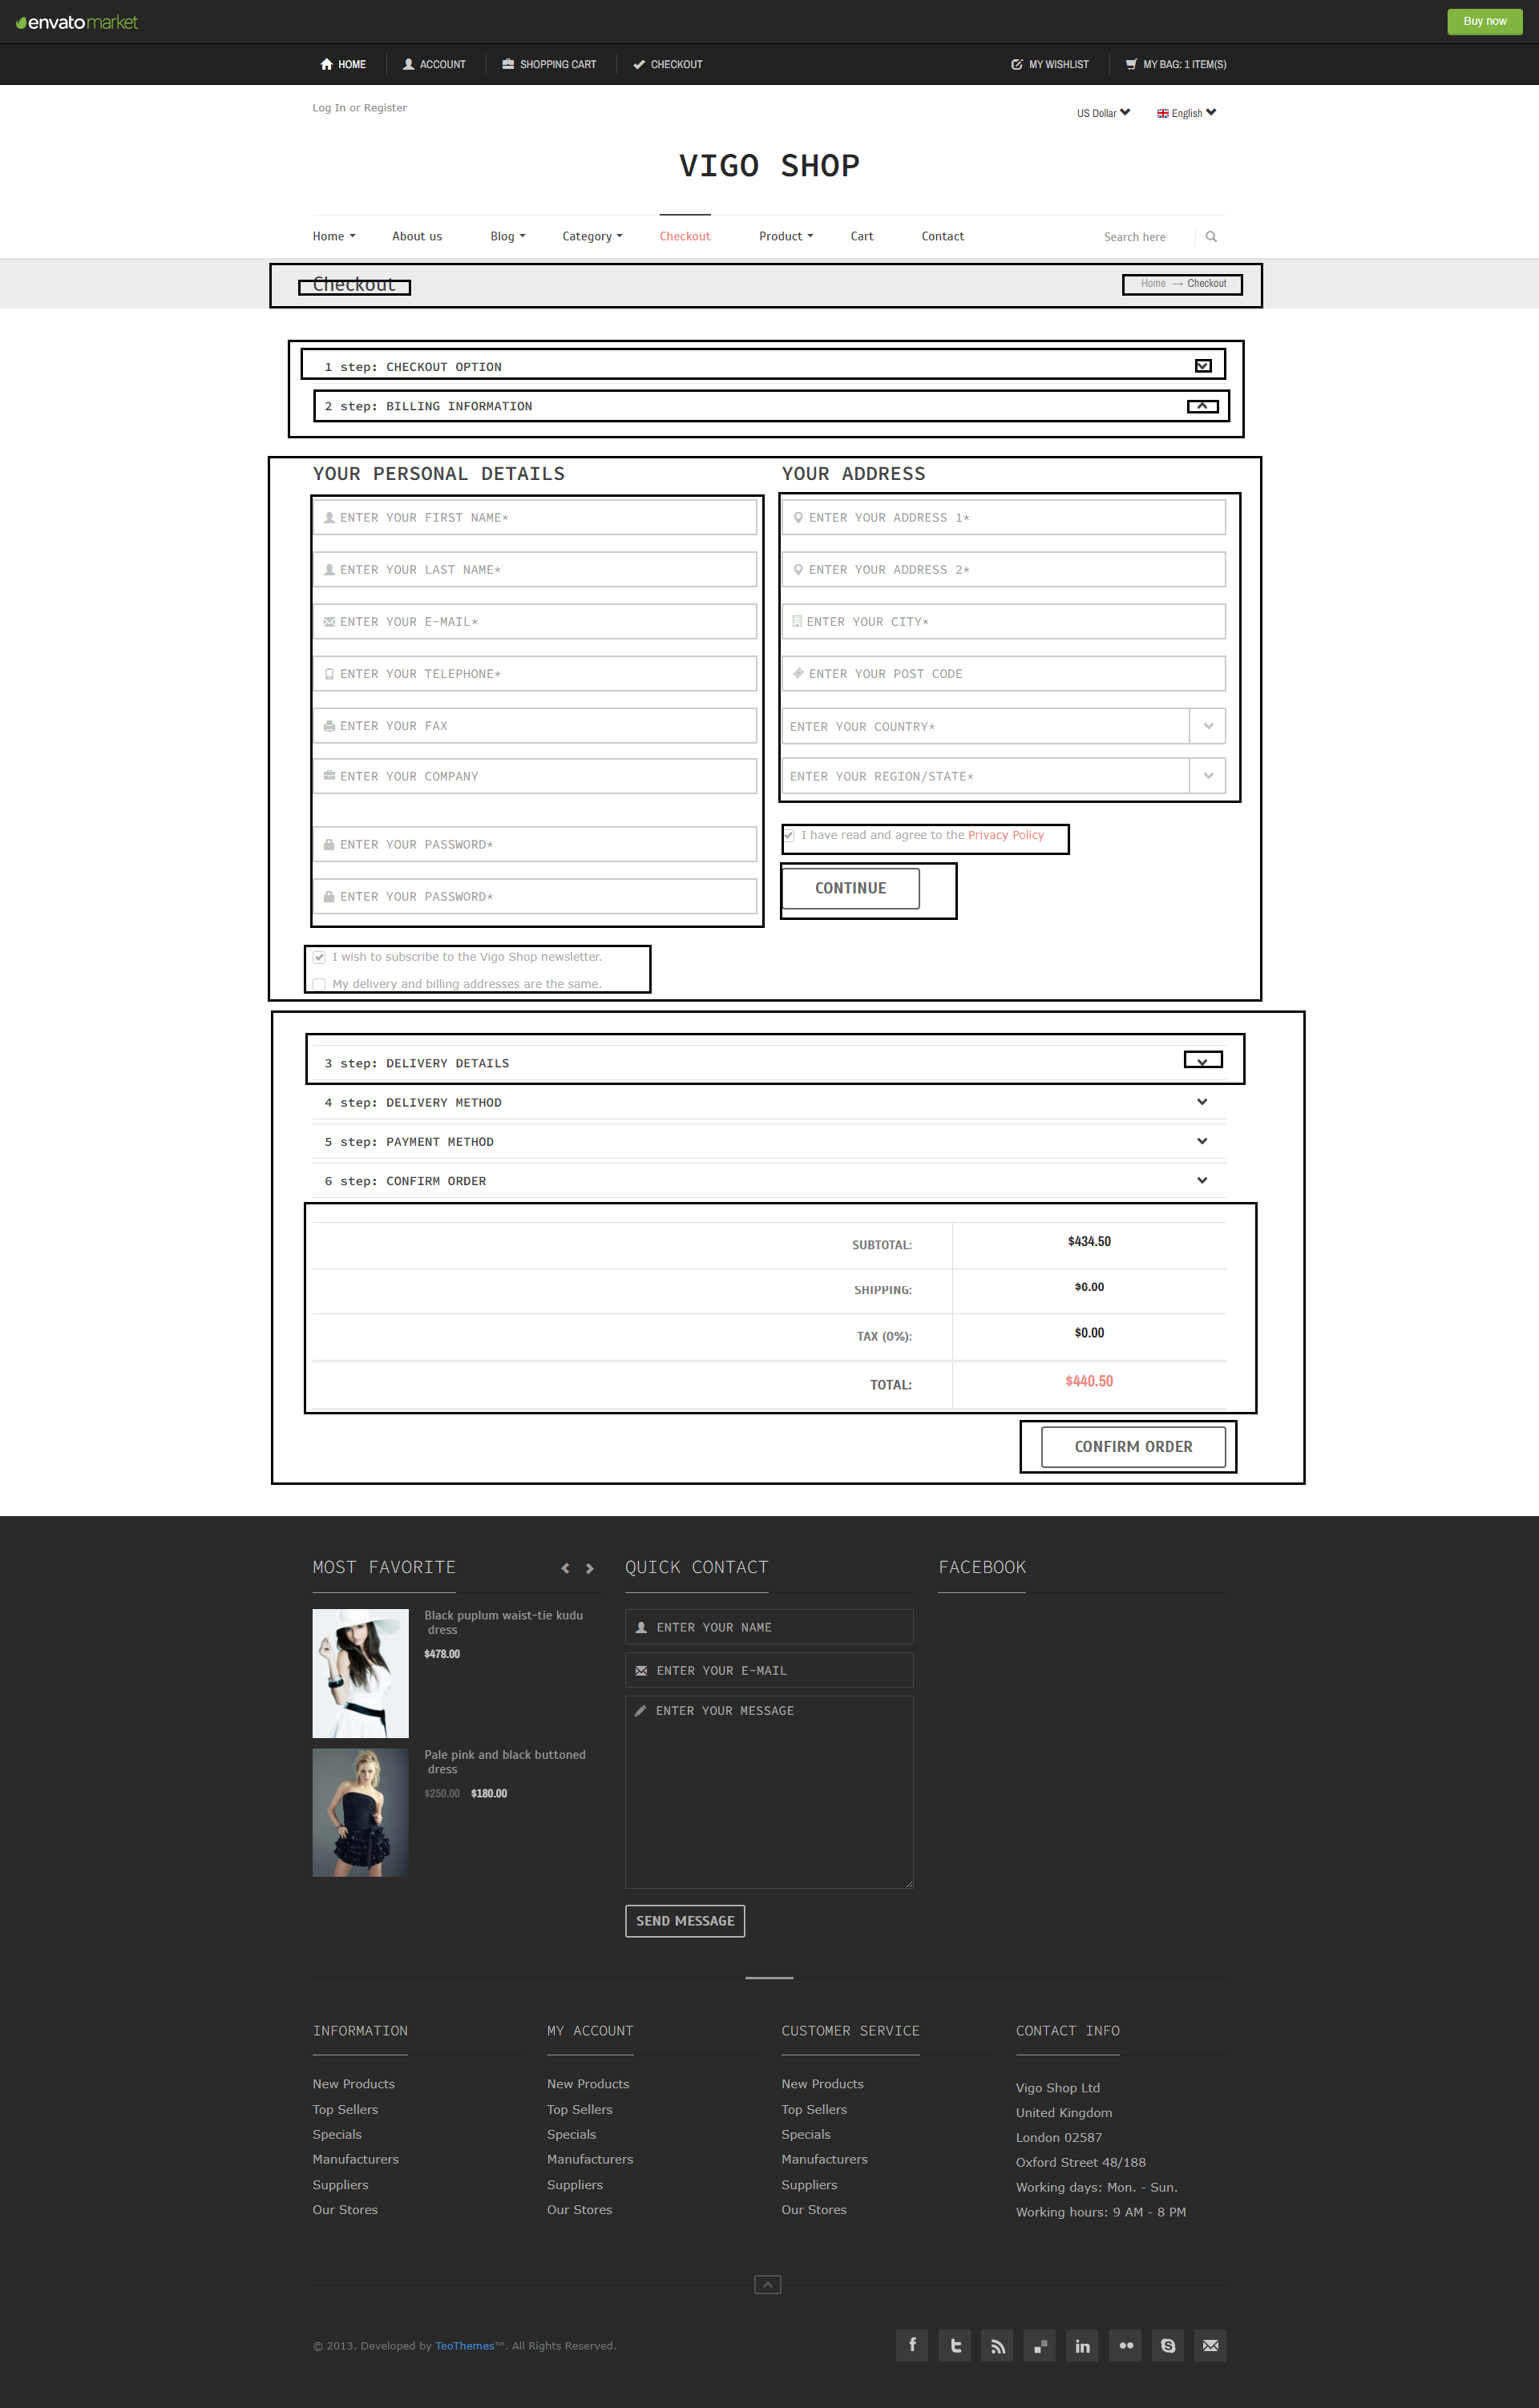 envato market
Buy now
HOME ACCOUNT SHOPPING CART CHECKOUT MY WISHLIST MY BAG: 1 ITEM(S)
Log In or Register
US Dollar English
VIGO SHOP
Home About us Blog Category Checkout Product Cart Contact Search here
Checkout
Home → Checkout
1 step: CHECKOUT OPTION
2 step: BILLING INFORMATION
YOUR PERSONAL DETAILS
ENTER YOUR FIRST NAME*
ENTER YOUR LAST NAME*
ENTER YOUR E-MAIL*
ENTER YOUR TELEPHONE*
ENTER YOUR FAX
ENTER YOUR COMPANY
ENTER YOUR PASSWORD*
ENTER YOUR PASSWORD*
I wish to subscribe to the Vigo Shop newsletter.
My delivery and billing addresses are the same.
YOUR ADDRESS
ENTER YOUR ADDRESS 1*
ENTER YOUR ADDRESS 2*
ENTER YOUR CITY*
ENTER YOUR POST CODE
ENTER YOUR COUNTRY*
ENTER YOUR REGION/STATE*
I have read and agree to the Privacy Policy
CONTINUE
3 step: DELIVERY DETAILS
4 step: DELIVERY METHOD
5 step: PAYMENT METHOD
6 step: CONFIRM ORDER
SUBTOTAL: $434.50
SHIPPING: $6.00
TAX (0%): $0.00
TOTAL: $440.50
CONFIRM ORDER
MOST FAVORITE
Black puplum waist-tie kudu
dress
$478.00
Pale pink and black buttoned
dress
$250.00 $180.00
QUICK CONTACT
ENTER YOUR NAME
ENTER YOUR E-MAIL
ENTER YOUR MESSAGE
SEND MESSAGE
FACEBOOK
INFORMATION
New Products
Top Sellers
Specials
Manufacturers
Suppliers
Our Stores
MY ACCOUNT
New Products
Top Sellers
Specials
Manufacturers
Suppliers
Our Stores
CUSTOMER SERVICE
New Products
Top Sellers
Specials
Manufacturers
Suppliers
Our Stores
CONTACT INFO
Vigo Shop Ltd
United Kingdom
London 02587
Oxford Street 48/188
Working days: Mon. - Sun.
Working hours: 9 AM - 8 PM
© 2013. Developed by TeoThemes™. All Rights Reserved.